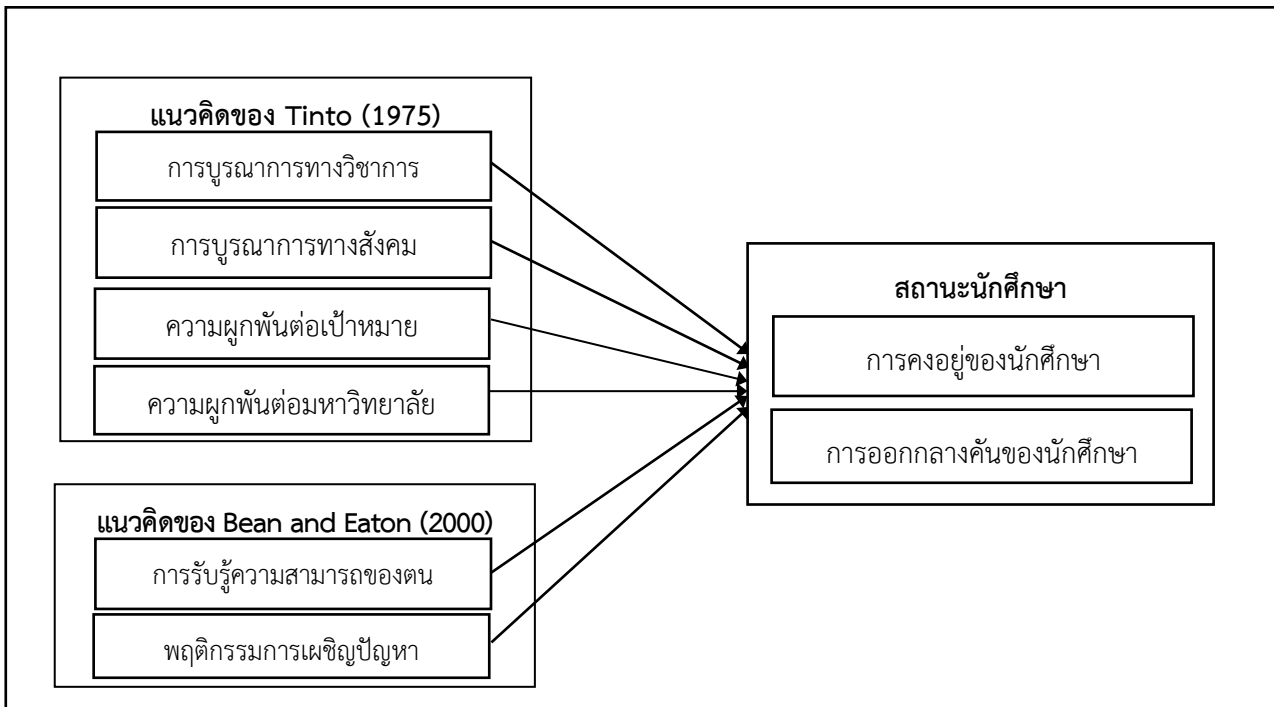 แนวคิดของ Tinto (1975)
การบูรณาการทางวิชาการ
การบูรณาการทางสังคม
ความผูกพันต่อเป้าหมาย
ความผูกพันต่อมหาวิทยาลัย
แนวคิดของ Bean and Eaton (2000)
การรับรู้ความสามารถของตน
พฤติกรรมการเผชิญปัญหา
สถานะนักศึกษา
การคงอยู่ของนักศึกษา
การออกกลางคันของนักศึกษา